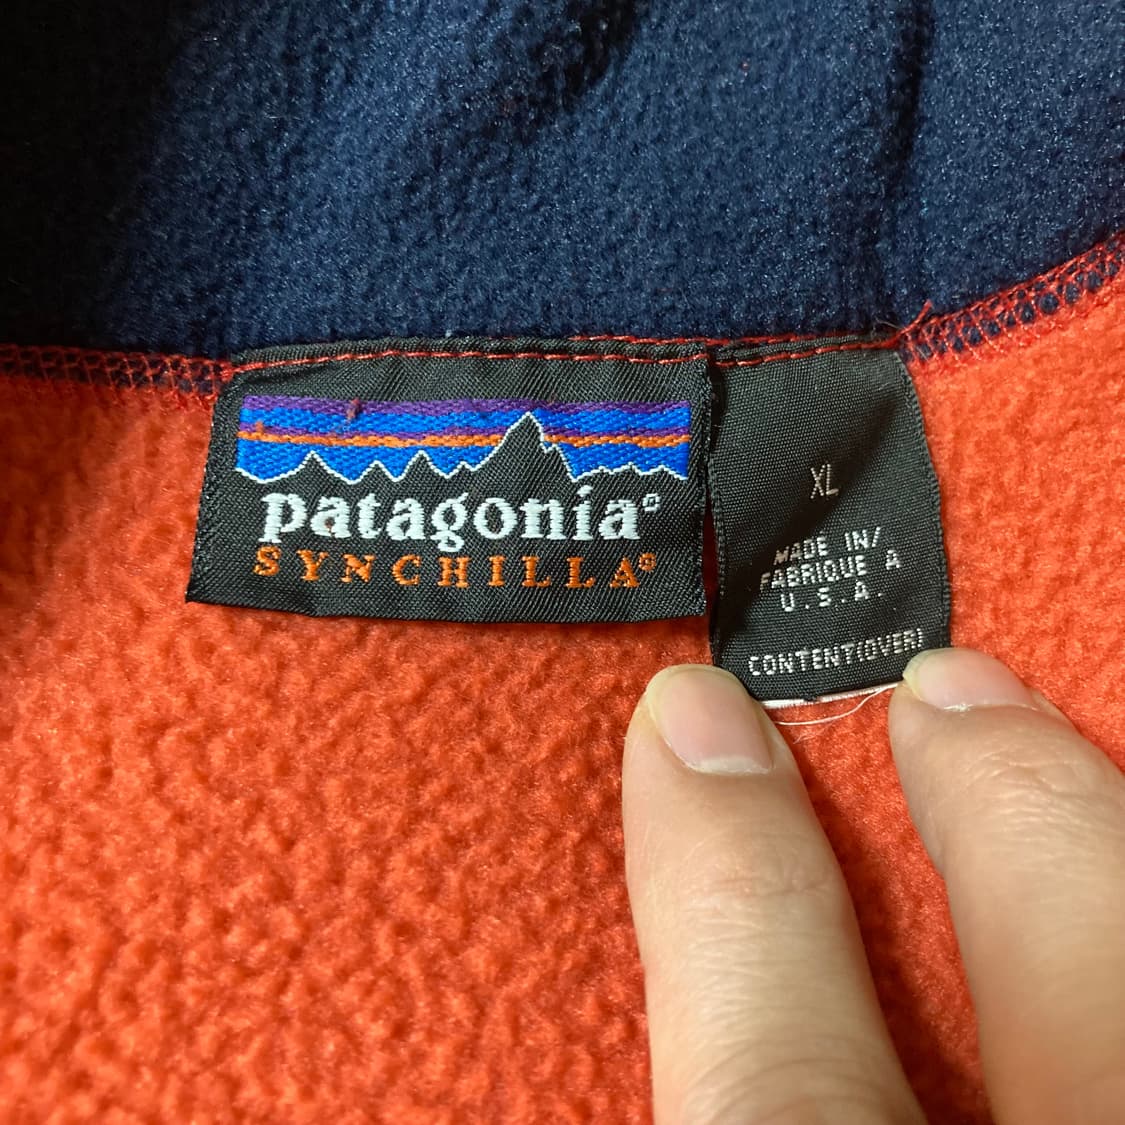 patagonia®
SYNCHILLA®
XL
MADE IN/
FABRIQUE A
U.S.A.
CONTENT(OVER)